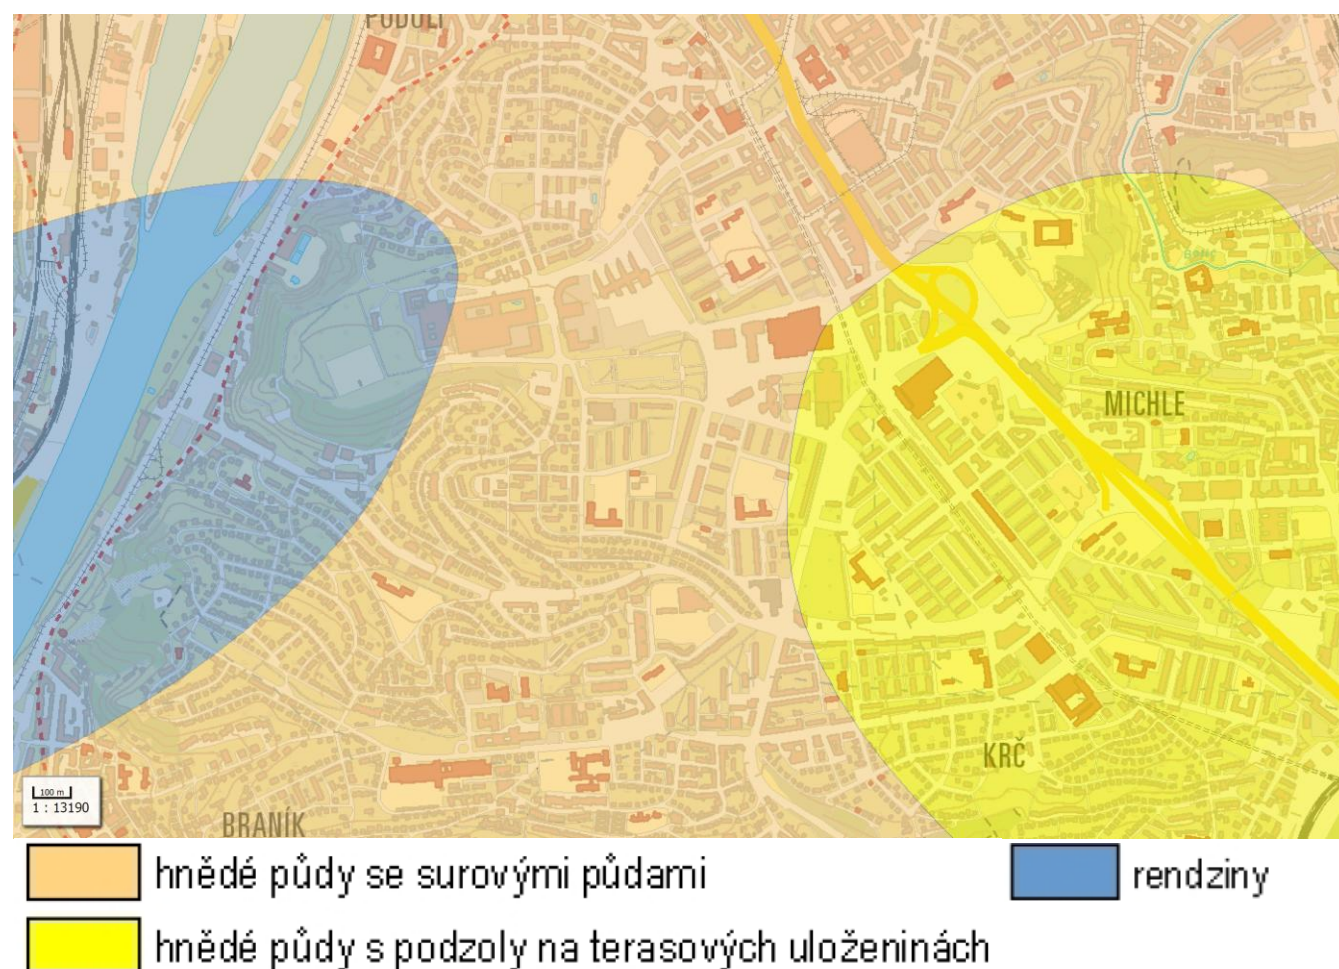 PODOLÍ
MICHLE
KRČ
BRANÍK
100 m
1 : 13190
hnědé půdy se surovými půdami
rendziny
hnědé půdy s podzoly na terasových uloženinách